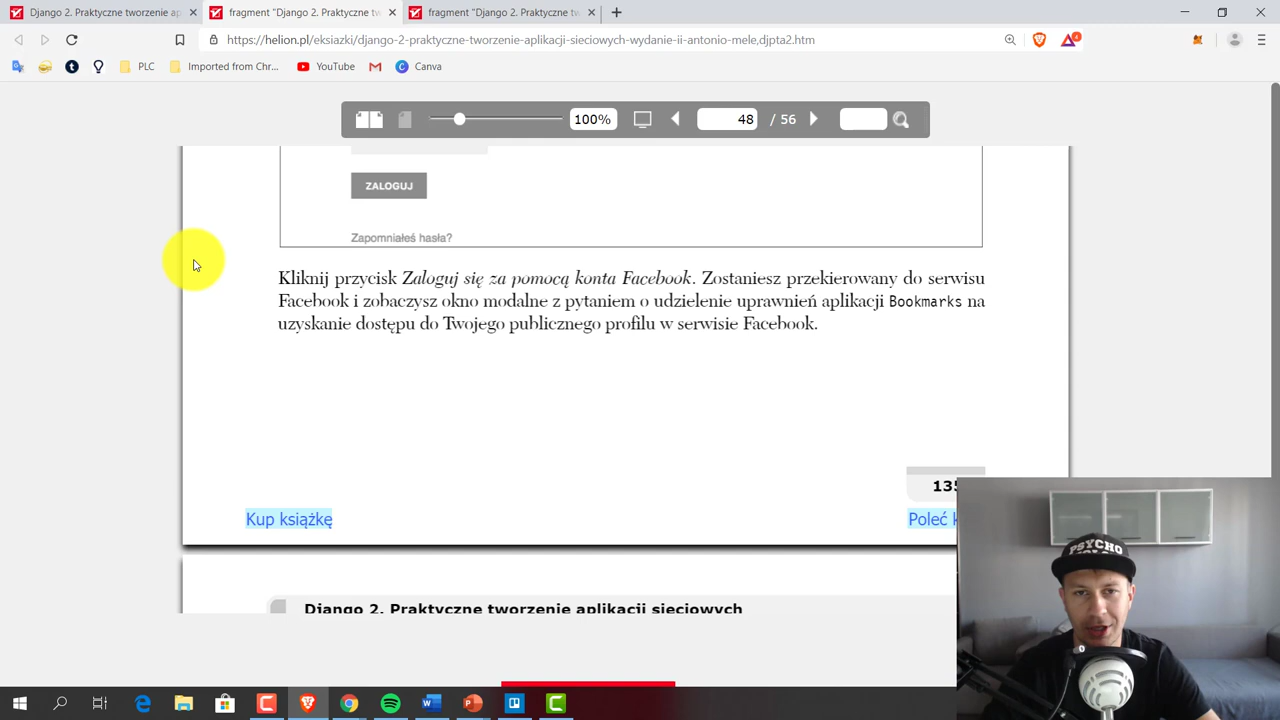 Django 2. Praktyczne tworzenie ap
fragment "Django 2. Praktyczne tw
fragment "Django 2. Praktyczne tw
https://helion.pl/eksiazki/django-2-praktyczne-tworzenie-aplikacji-sieciowych-wydanie-ii-antonio-mele,djpta2.htm
PLC
Imported from Chr...
YouTube
Canva
100%
48 / 56
ZALOGUJ
Zapomniałeś hasła?
Kliknij przycisk Zaloguj się za pomocą konta Facebook. Zostaniesz przekierowany do serwisu
Facebook i zobaczysz okno modalne z pytaniem o udzielenie uprawnień aplikacji Bookmarks na
uzyskanie dostępu do Twojego publicznego profilu w serwisie Facebook.
135
Kup książkę
Poleć k
PSYCHO
Django 2. Praktyczne tworzenie aplikacji sieciowych